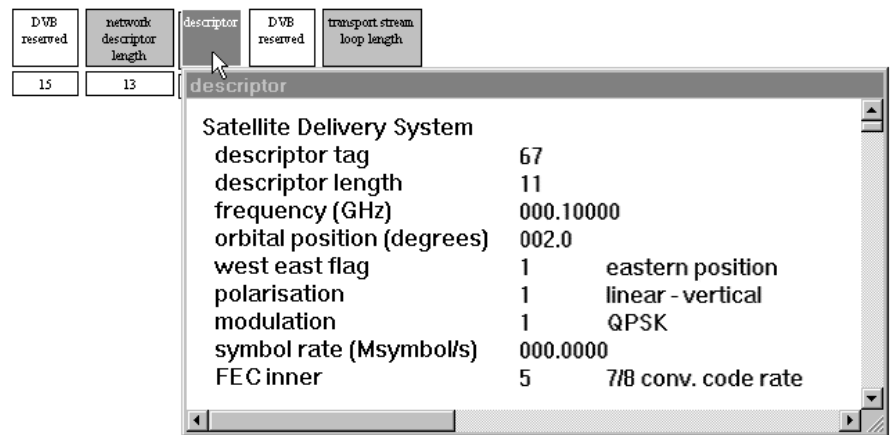 DVB reserved
network descriptor length
descriptor
DVB reserved
transport stream loop length
15
13
descriptor
Satellite Delivery System
descriptor tag 67
descriptor length 11
frequency (GHz) 000.10000
orbital position (degrees) 002.0
west east flag 1 eastern position
polarisation 1 linear - vertical
modulation 1 QPSK
symbol rate (Msymbol/s) 000.0000
FEC inner 5 7/8 conv. code rate